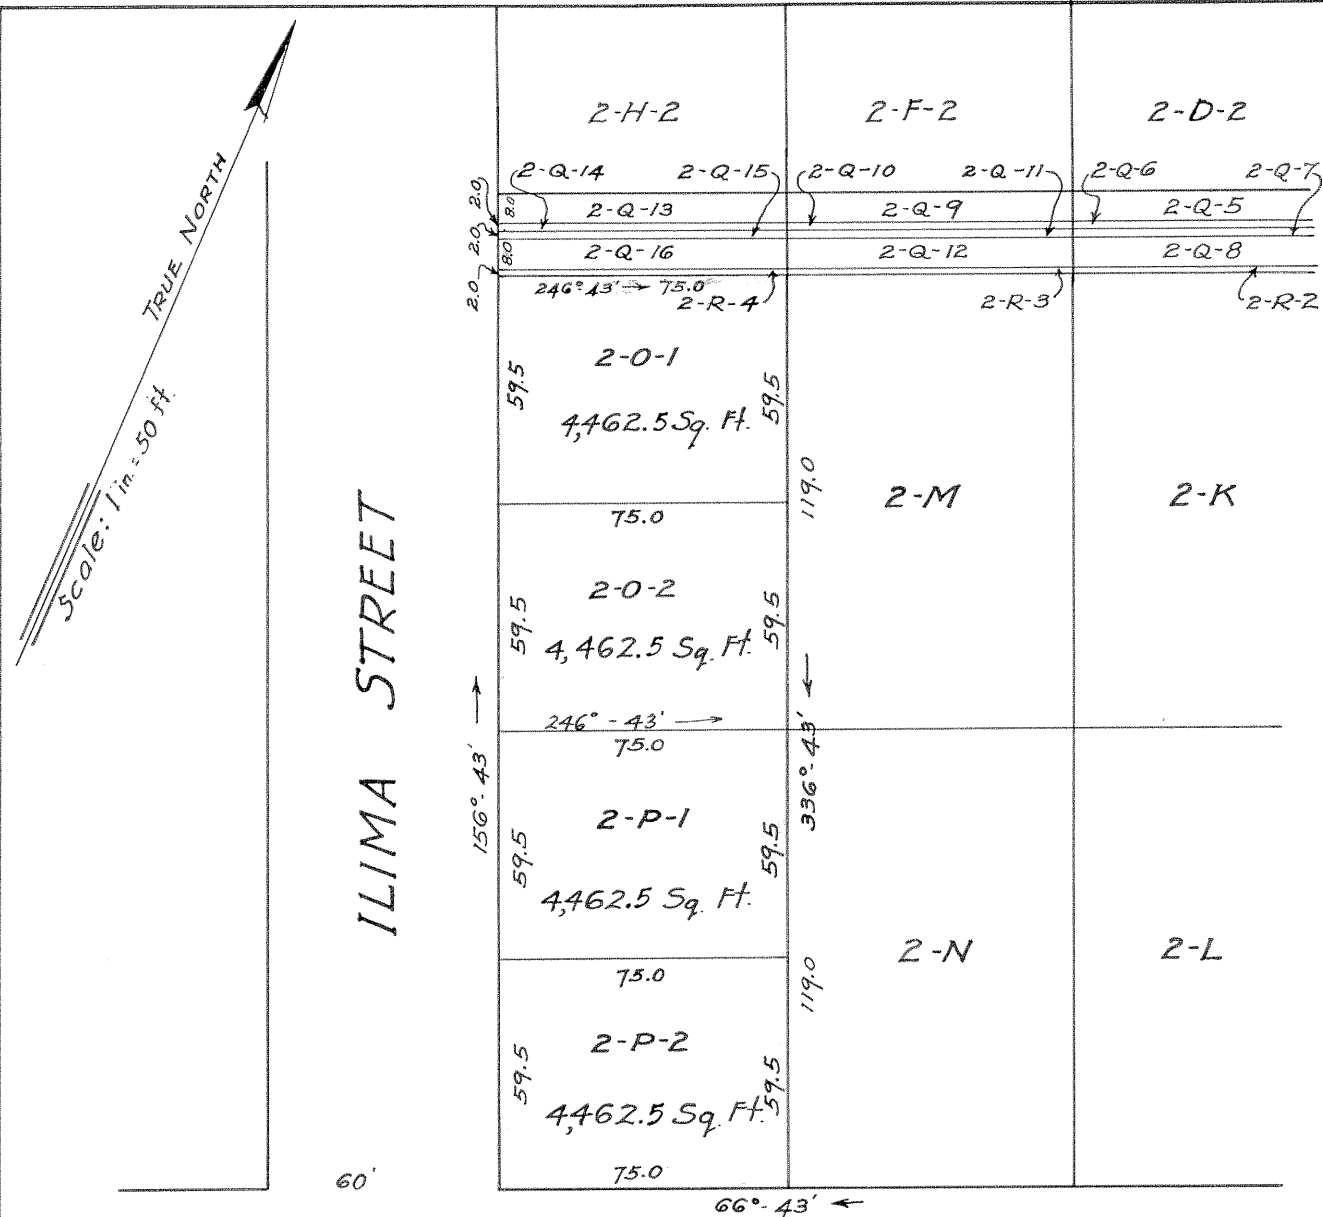 TRUE NORTH
Scale: 1 in. = 50 ft.
ILIMA STREET
60'
2-H-2
2-F-2
2-D-2
2-Q-14
2-Q-15
2-Q-10
2-Q-11
2-Q-6
2-Q-7
2.0
8.0
2-Q-13
2-Q-9
2-Q-5
2.0
8.0
2-Q-16
2-Q-12
2-Q-8
2.0
246°43' 75.0
2-R-4
2-R-3
2-R-2
2-O-1
59.5
59.5
4,462.5 Sq. Ft.
75.0
119.0
2-M
2-K
2-O-2
59.5
59.5
4,462.5 Sq. Ft.
246°-43'
75.0
156°-43'
336°-43'
2-P-1
59.5
59.5
4,462.5 Sq. Ft.
75.0
119.0
2-N
2-L
2-P-2
59.5
59.5
4,462.5 Sq. Ft.
75.0
66°-43'